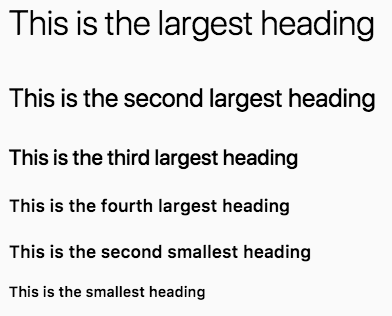 This is the largest heading
This is the second largest heading
This is the third largest heading
This is the fourth largest heading
This is the second smallest heading
This is the smallest heading